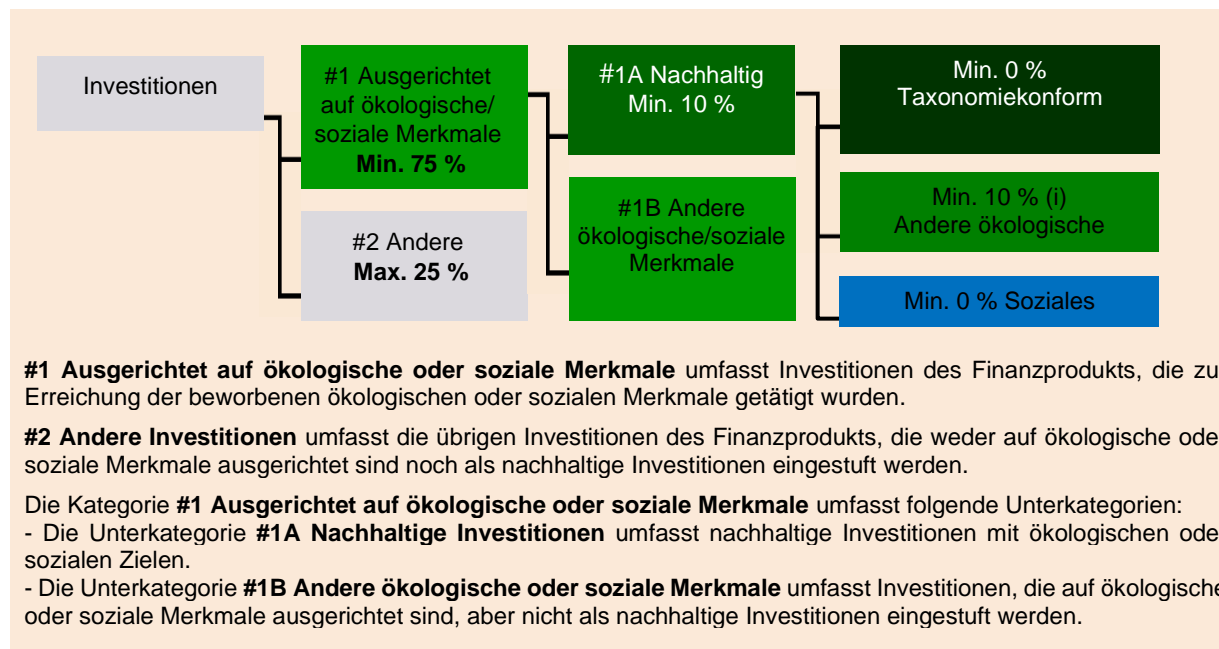 Investitionen
#1 Ausgerichtet
auf ökologische/
soziale Merkmale
Min. 75 %
#2 Andere
Max. 25 %
#1A Nachhaltig
Min. 10 %
#1B Andere
ökologische/soziale
Merkmale
Min. 0 %
Taxonomiekonform
Min. 10 % (i)
Andere ökologische
Min. 0 % Soziales
#1 Ausgerichtet auf ökologische oder soziale Merkmale umfasst Investitionen des Finanzprodukts, die zu
Erreichung der beworbenen ökologischen oder sozialen Merkmale getätigt wurden.
#2 Andere Investitionen umfasst die übrigen Investitionen des Finanzprodukts, die weder auf ökologische ode
soziale Merkmale ausgerichtet sind noch als nachhaltige Investitionen eingestuft werden.
Die Kategorie #1 Ausgerichtet auf ökologische oder soziale Merkmale umfasst folgende Unterkategorien:
- Die Unterkategorie #1A Nachhaltige Investitionen umfasst nachhaltige Investitionen mit ökologischen ode
sozialen Zielen.
- Die Unterkategorie #1B Andere ökologische oder soziale Merkmale umfasst Investitionen, die auf ökologische
oder soziale Merkmale ausgerichtet sind, aber nicht als nachhaltige Investitionen eingestuft werden.